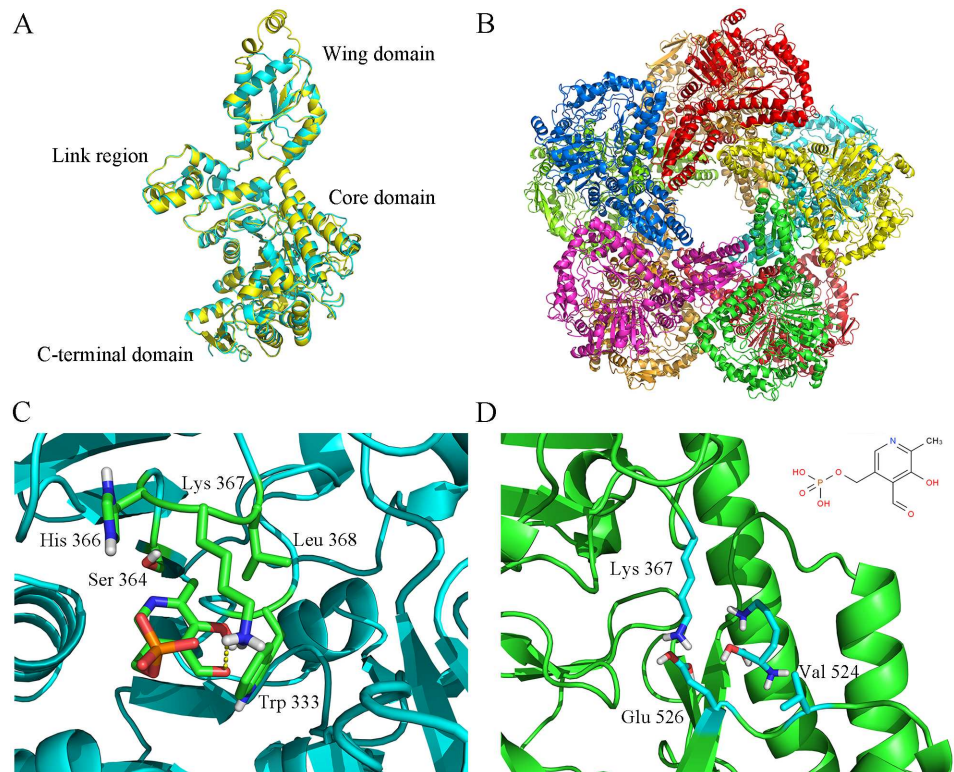 A
B
Wing domain
Link region
Core domain
C-terminal domain
C
D
Lys 367
His 366
Leu 368
Ser 364
Trp 333
N
CH₃
HO
O
P
O
OH
OH
O
Lys 367
Val 524
Glu 526